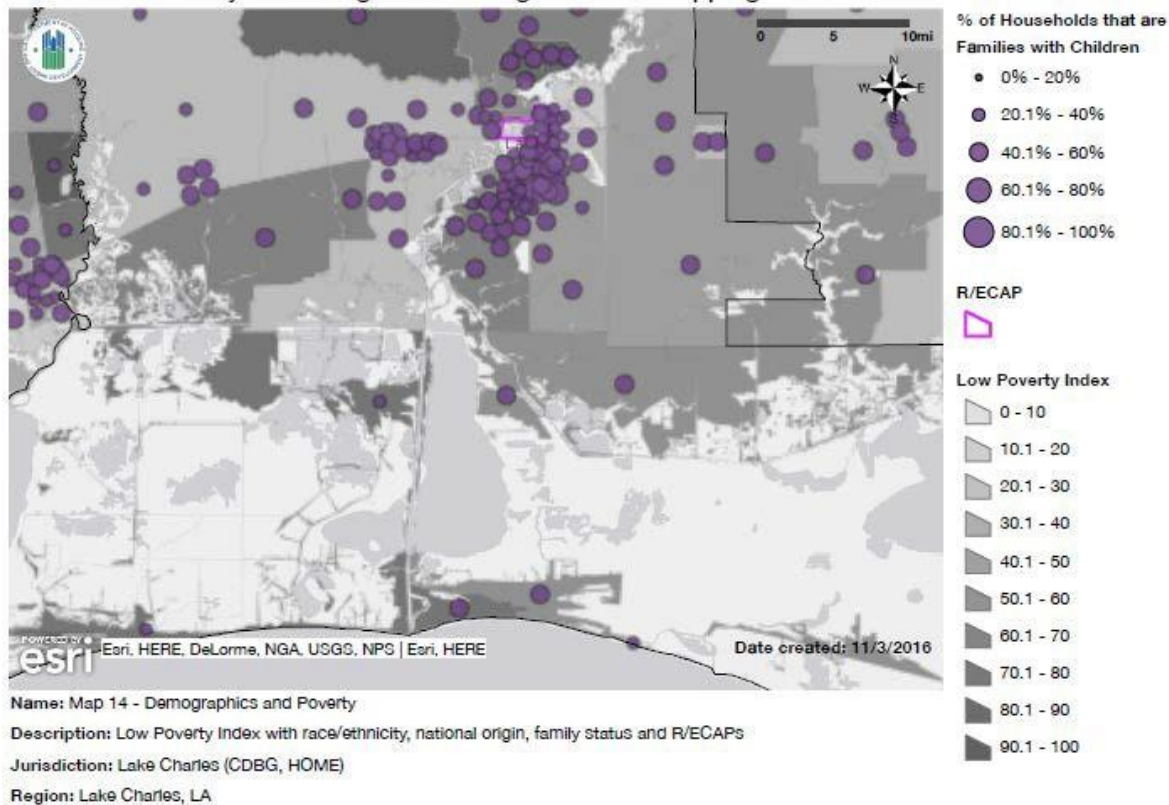 0 5 10mi
N
W E
S
POWERED BY
esri
Esri, HERE, DeLorme, NGA, USGS, NPS | Esri, HERE
Date created: 11/3/2016
% of Households that are
Families with Children
0% - 20%
20.1% - 40%
40.1% - 60%
60.1% - 80%
80.1% - 100%
R/ECAP
Low Poverty Index
0 - 10
10.1 - 20
20.1 - 30
30.1 - 40
40.1 - 50
50.1 - 60
60.1 - 70
70.1 - 80
80.1 - 90
90.1 - 100
Name: Map 14 - Demographics and Poverty
Description: Low Poverty Index with race/ethnicity, national origin, family status and R/ECAPs
Jurisdiction: Lake Charles (CDBG, HOME)
Region: Lake Charles, LA